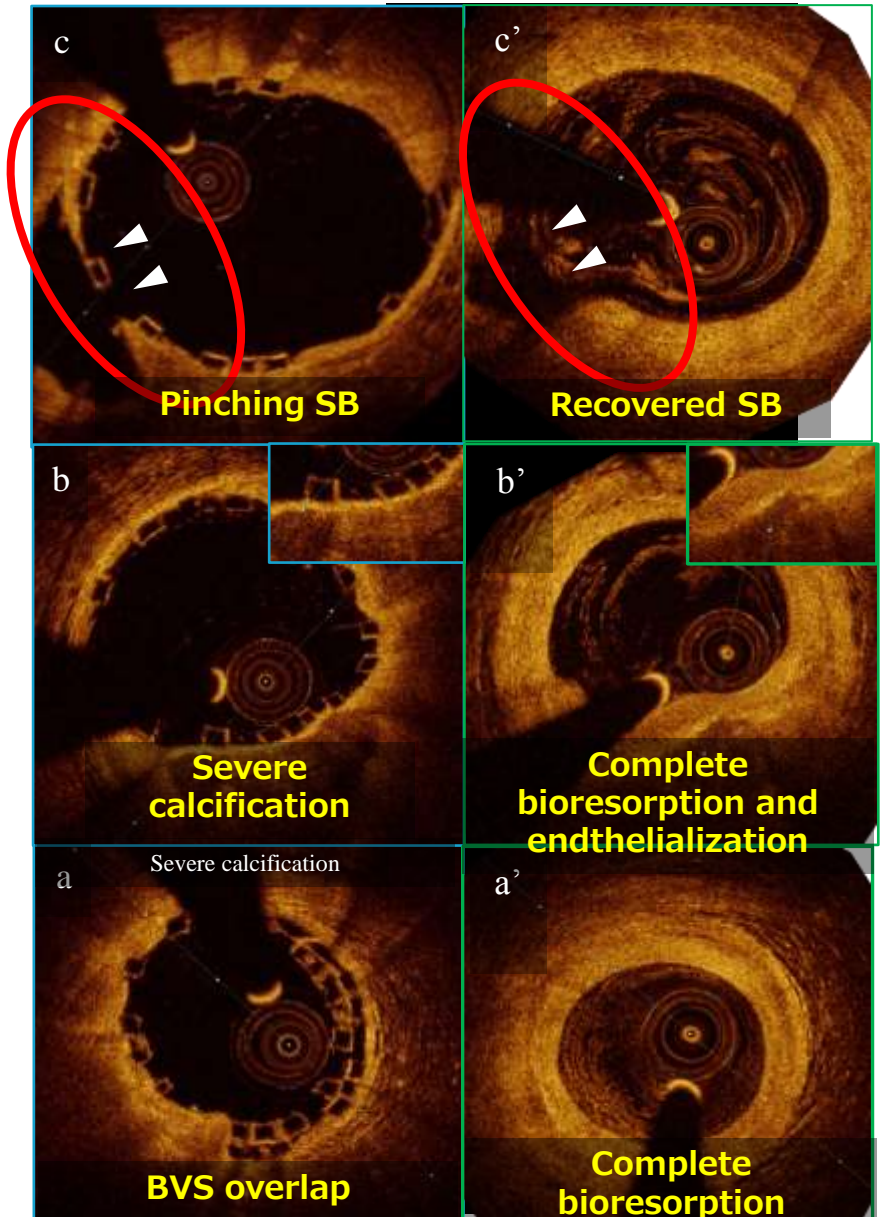 c
c’
Pinching SB
Recovered SB
b
b’
Severe
calcification
Complete
bioresorption and
endthelialization
Severe calcification
a
a’
BVS overlap
Complete
bioresorption